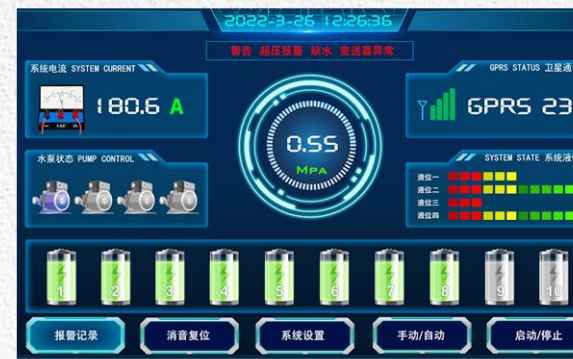 2022-3-26 12:26:36
警告 超压报警 缺水 变送器异常
系统电流 SYSTEM CURRENT
180.6 A
GPRS STATUS 卫星通
GPRS 23
0.55
MPA
水泵状态 PUMP CONTROL
SYSTEM STATE 系统液
液位一
液位二
液位三
液位四
1 2 3 4 5 6 7 8 9 10
报警记录 消音复位 系统设置 手动/自动 启动/停止